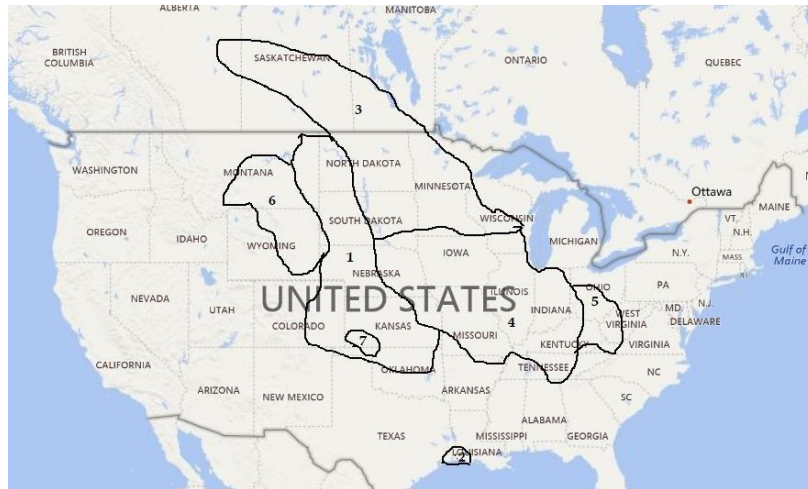 ALBERTA
MANITOBA
BRITISH
COLUMBIA
SASKATCHEWAN
ONTARIO
QUEBEC
3
WASHINGTON
MONTANA
NORTH DAKOTA
MINNESOTA
Ottawa
6
MAINE
OREGON
IDAHO
SOUTH DAKOTA
WISCONSIN
MICHIGAN
VT.
N.H.
WYOMING
1
IOWA
N.Y.
MASS.
Gulf of
Maine
NEBRASKA
R.I.
NEVADA
UTAH
UNITED STATES
ILLINOIS
INDIANA
OHIO
5
PA
N.J.
COLORADO
KANSAS
MISSOURI
4
WEST
VIRGINIA
MD
DELAWARE
7
KENTUCKY
VIRGINIA
CALIFORNIA
OKLAHOMA
TENNESSEE
NC
ARIZONA
NEW MEXICO
ARKANSAS
SC
TEXAS
MISSISSIPPI
ALABAMA
GEORGIA
2
LOUISIANA